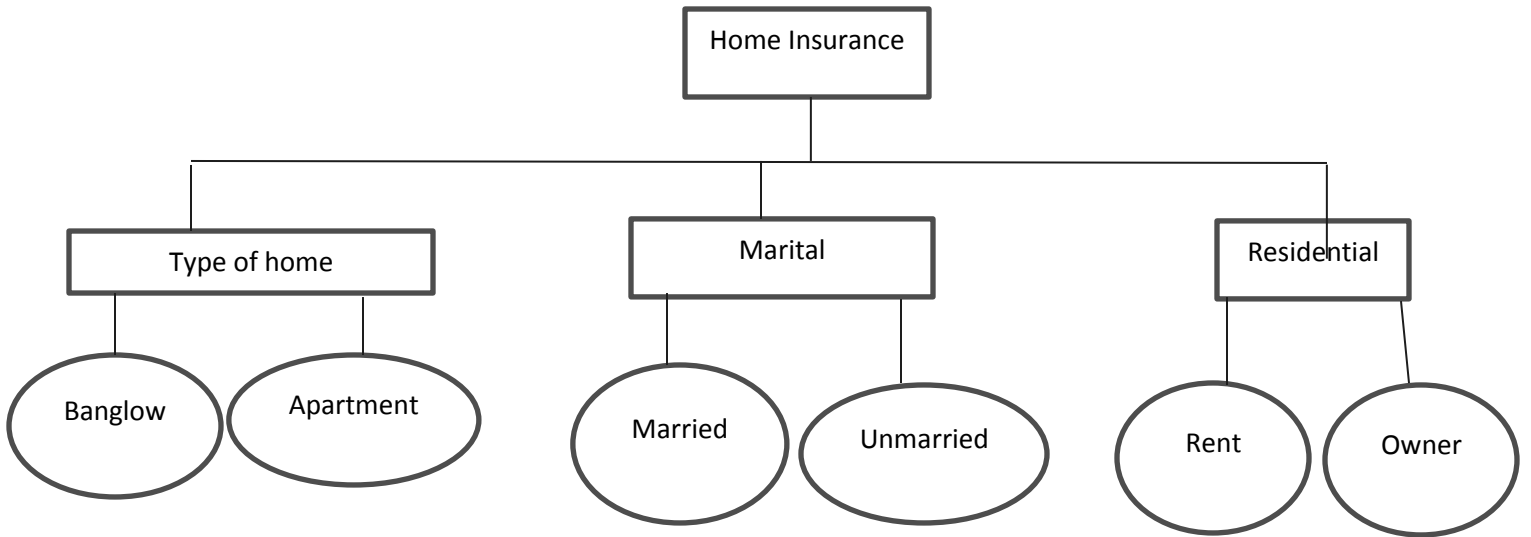 Home Insurance
Type of home
Marital
Residential
Banglow
Apartment
Married
Unmarried
Rent
Owner